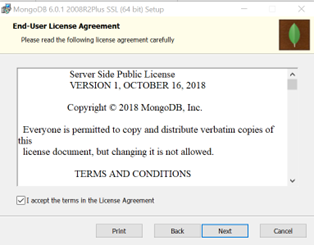 MongoDB 6.0.1 2008R2Plus SSL (64 bit) Setup
End-User License Agreement
Please read the following license agreement carefully
Server Side Public License
VERSION 1, OCTOBER 16, 2018
Copyright © 2018 MongoDB, Inc.
Everyone is permitted to copy and distribute verbatim copies of
this
license document, but changing it is not allowed.
TERMS AND CONDITIONS
I accept the terms in the License Agreement
Print Back Next Cancel